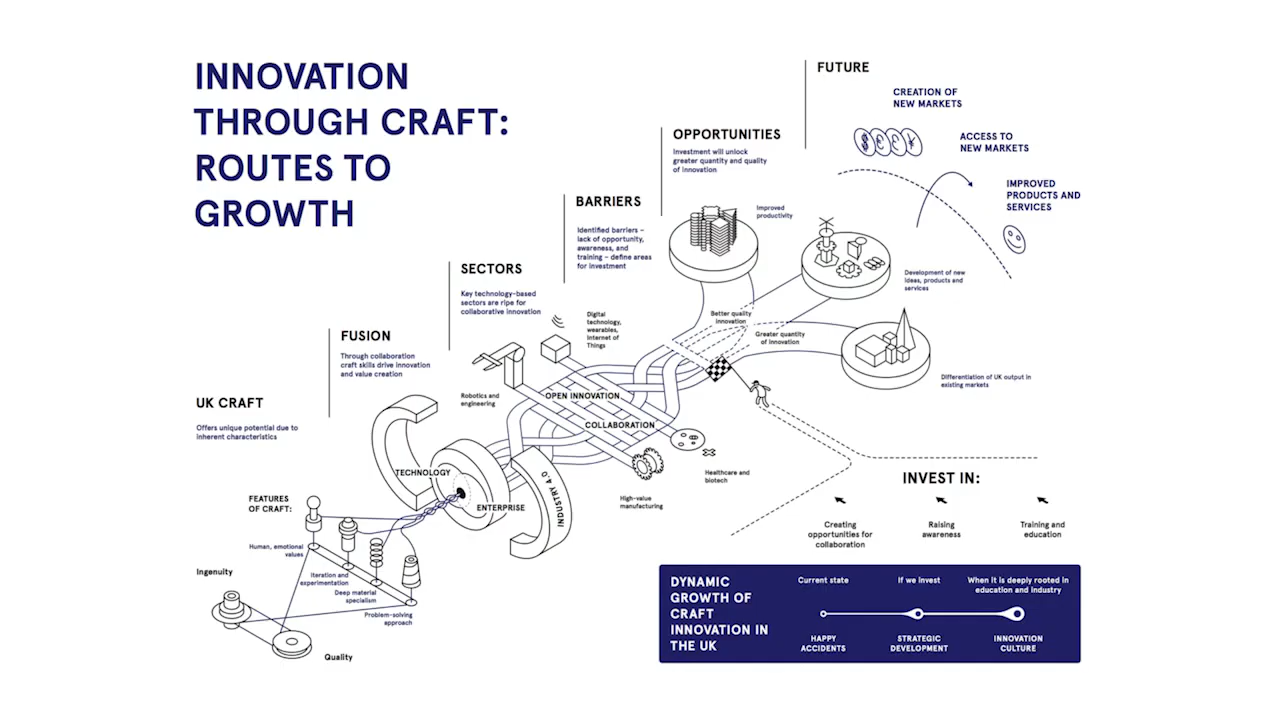 INNOVATION
THROUGH CRAFT:
ROUTES TO
GROWTH
UK CRAFT
Offers unique potential due to
inherent characteristics
FUSION
Through collaboration
craft skills drive innovation
and value creation
SECTORS
Key technology-based
sectors are ripe for
collaborative innovation
BARRIERS
Identified barriers –
lack of opportunity,
awareness, and
training – define areas
for investment
OPPORTUNITIES
Investment will unlock
greater quantity and quality
of innovation
FUTURE
CREATION OF
NEW MARKETS
$ € £ ¥
ACCESS TO
NEW MARKETS
IMPROVED
PRODUCTS AND
SERVICES
Improved
productivity
Development of new
ideas, products and
services
Better quality
innovation
Greater quantity
of innovation
Differentiation of UK output in
existing markets
Digital
technology,
wearables,
Internet of
Things
Robotics and
engineering
OPEN INNOVATION
COLLABORATION
Healthcare and
biotech
High-value
manufacturing
TECHNOLOGY
ENTERPRISE
INDUSTRY 4.0
FEATURES
OF CRAFT:
Human, emotional
values
Iteration and
experimentation
Deep material
specialism
Problem-solving
approach
Ingenuity
Quality
INVEST IN:
Creating
opportunities for
collaboration
Raising
awareness
Training and
education
DYNAMIC
GROWTH OF
CRAFT
INNOVATION IN
THE UK
Current state
If we invest
When it is deeply rooted in
education and industry
HAPPY
ACCIDENTS
STRATEGIC
DEVELOPMENT
INNOVATION
CULTURE